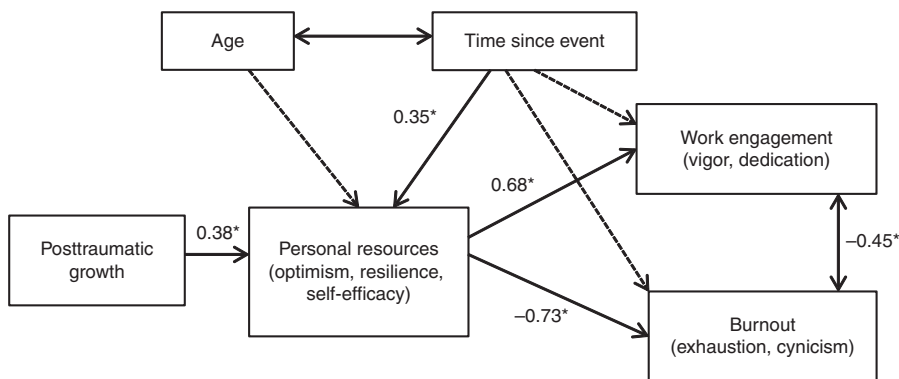 Age
Time since event
0.35*
Work engagement
(vigor, dedication)
0.68*
0.38*
Posttraumatic
growth
Personal resources
(optimism, resilience,
self-efficacy)
–0.45*
–0.73*
Burnout
(exhaustion, cynicism)